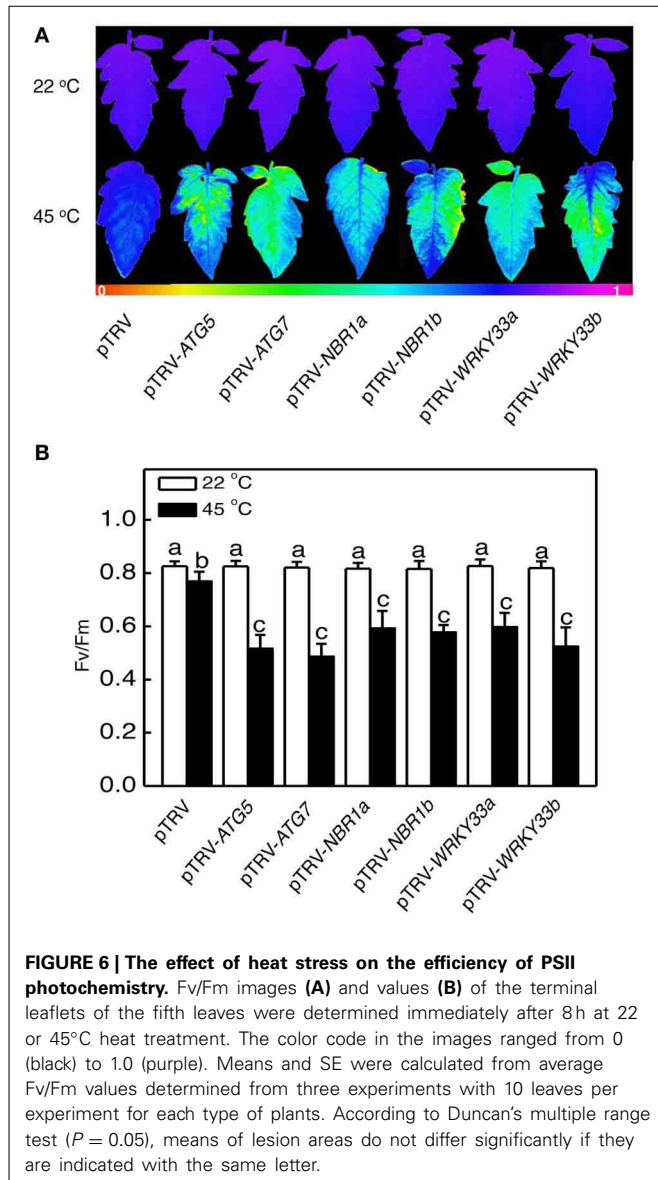 A
22 °C
45 °C
0 1
pTRV
pTRV-ATG5
pTRV-ATG7
pTRV-NBR1a
pTRV-NBR1b
pTRV-WRKY33a
pTRV-WRKY33b
B
22 °C
45 °C
Fv/Fm
1.0
0.8
0.6
0.4
0.2
0.0
a b a c a c a c a c a c a c
pTRV
pTRV-ATG5
pTRV-ATG7
pTRV-NBR1a
pTRV-NBR1b
pTRV-WRKY33a
pTRV-WRKY33b
FIGURE 6 | The effect of heat stress on the efficiency of PSII
photochemistry. Fv/Fm images (A) and values (B) of the terminal
leaflets of the fifth leaves were determined immediately after 8 h at 22
or 45°C heat treatment. The color code in the images ranged from 0
(black) to 1.0 (purple). Means and SE were calculated from average
Fv/Fm values determined from three experiments with 10 leaves per
experiment for each type of plants. According to Duncan's multiple range
test (P = 0.05), means of lesion areas do not differ significantly if they
are indicated with the same letter.